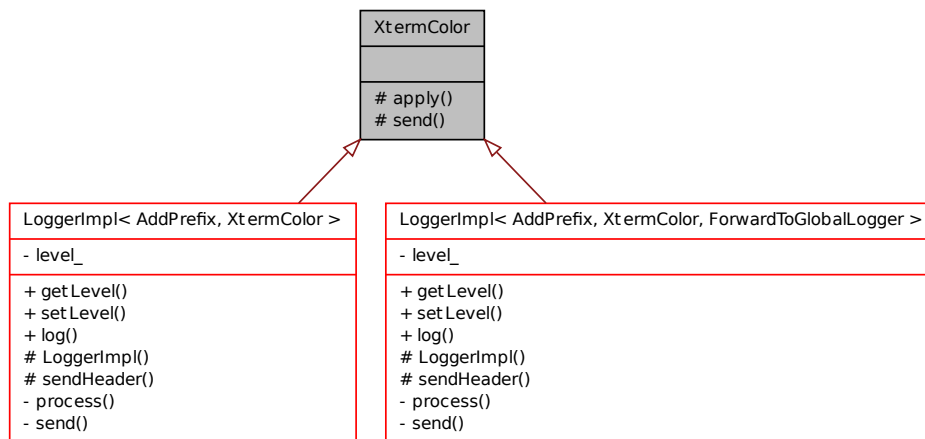 XtermColor
# apply()
# send()
LoggerImpl< AddPrefix, XtermColor >
- level_
+ getLevel()
+ setLevel()
+ log()
# LoggerImpl()
# sendHeader()
- process()
- send()
LoggerImpl< AddPrefix, XtermColor, ForwardToGlobalLogger >
- level_
+ getLevel()
+ setLevel()
+ log()
# LoggerImpl()
# sendHeader()
- process()
- send()